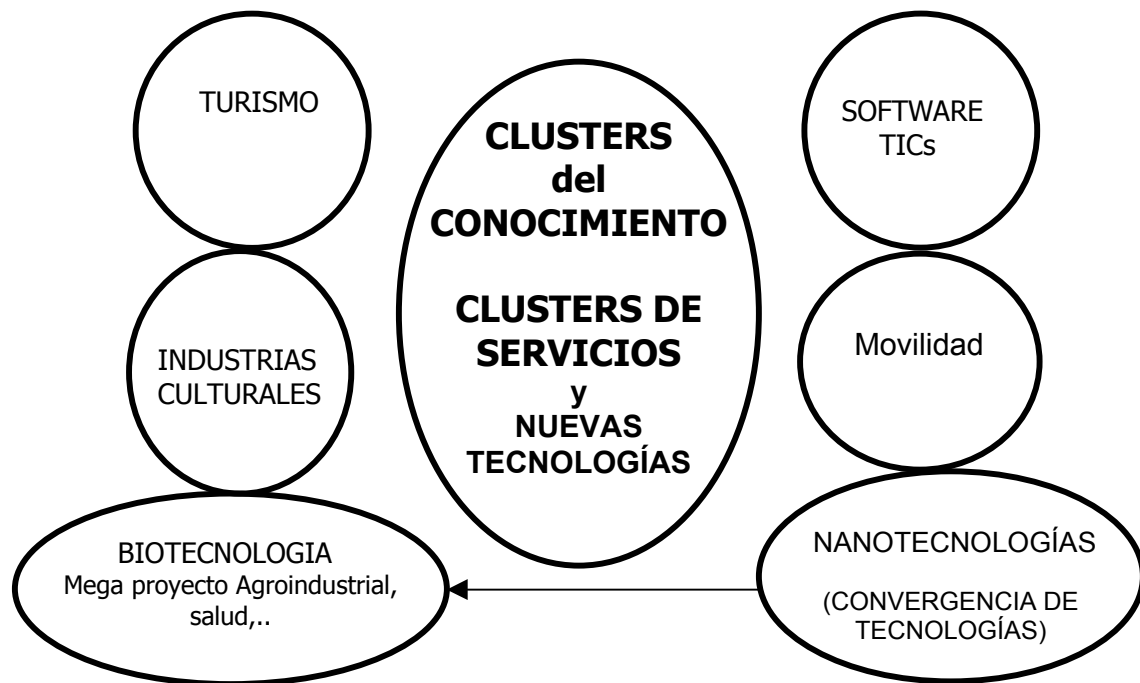 TURISMO
INDUSTRIAS
CULTURALES
BIOTECNOLOGIA
Mega proyecto Agroindustrial,
salud,..
CLUSTERS
del
CONOCIMIENTO
CLUSTERS DE
SERVICIOS
y
NUEVAS
TECNOLOGÍAS
SOFTWARE
TICs
Movilidad
NANOTECNOLOGÍAS
(CONVERGENCIA DE
TECNOLOGÍAS)